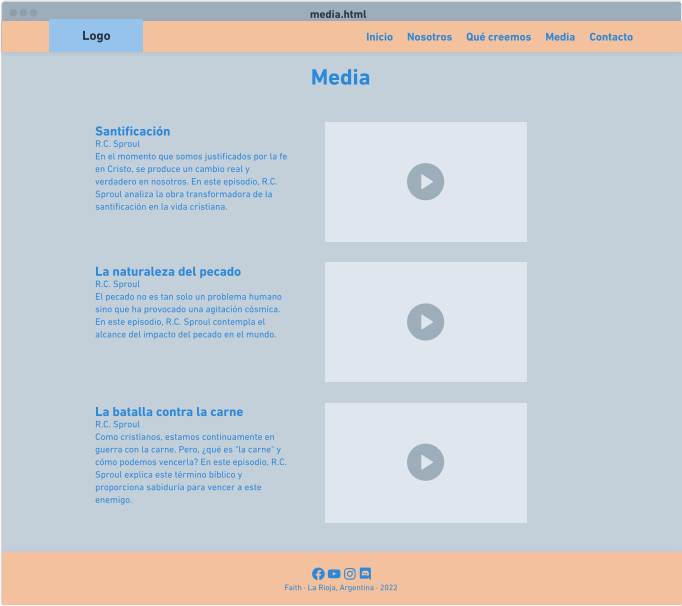 media.html
Logo
Inicio Nosotros Qué creemos Media Contacto
Media
Santificación
R.C. Sproul
En el momento que somos justificados por la fe
en Cristo, se produce un cambio real y
verdadero en nosotros. En este episodio, R.C.
Sproul analiza la obra transformadora de la
santificación en la vida cristiana.
La naturaleza del pecado
R.C. Sproul
El pecado no es tan solo un problema humano
sino que ha provocado una agitación cósmica.
En este episodio, R.C. Sproul contempla el
alcance del impacto del pecado en el mundo.
La batalla contra la carne
R.C. Sproul
Como cristianos, estamos continuamente en
guerra con la carne. Pero, ¿qué es "la carne" y
cómo podemos vencerla? En este episodio, R.C.
Sproul explica este término bíblico y
proporciona sabiduría para vencer a este
enemigo.
Faith · La Rioja, Argentina · 2022